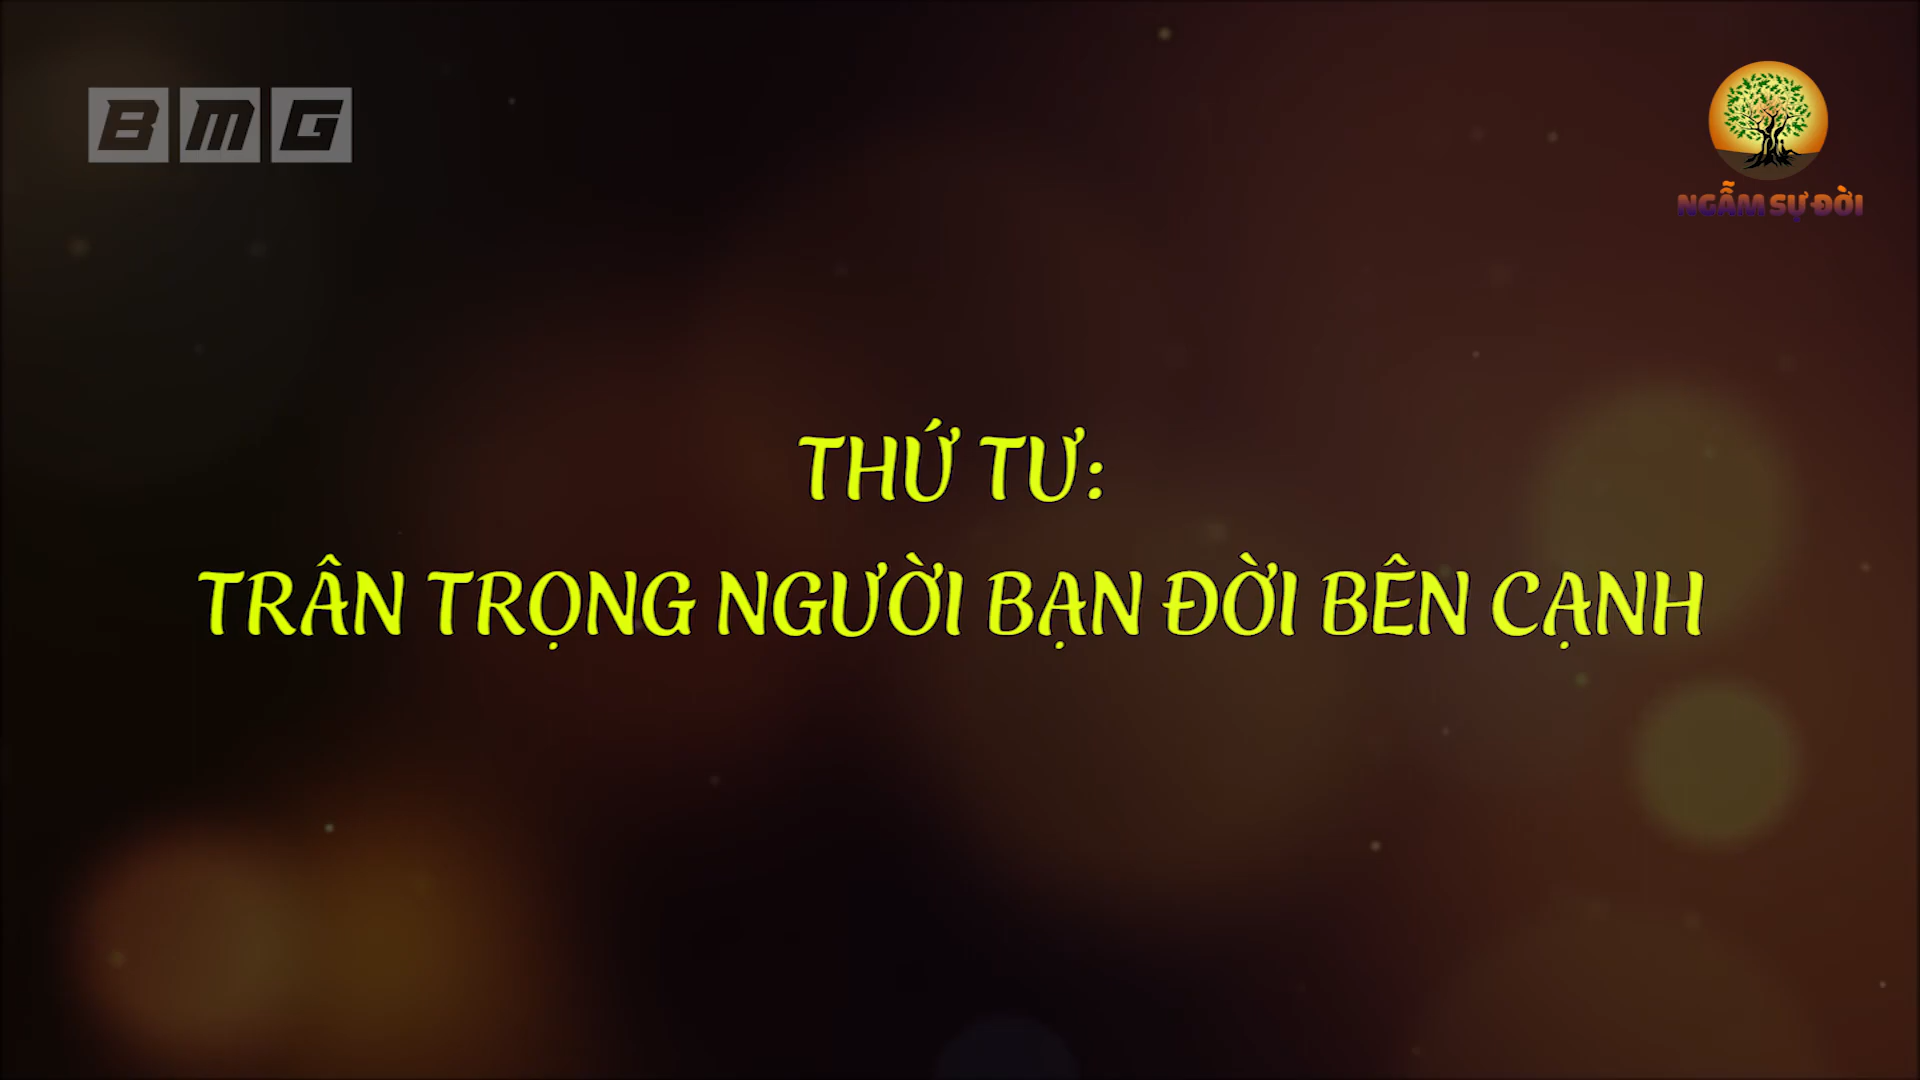 BMG
NGẪM SỰ ĐỜI
THỨ TƯ:
TRÂN TRỌNG NGƯỜI BẠN ĐỜI BÊN CẠNH